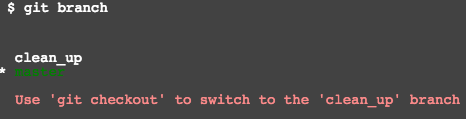 $ git branch
clean_up
* master
Use 'git checkout' to switch to the 'clean_up' branch